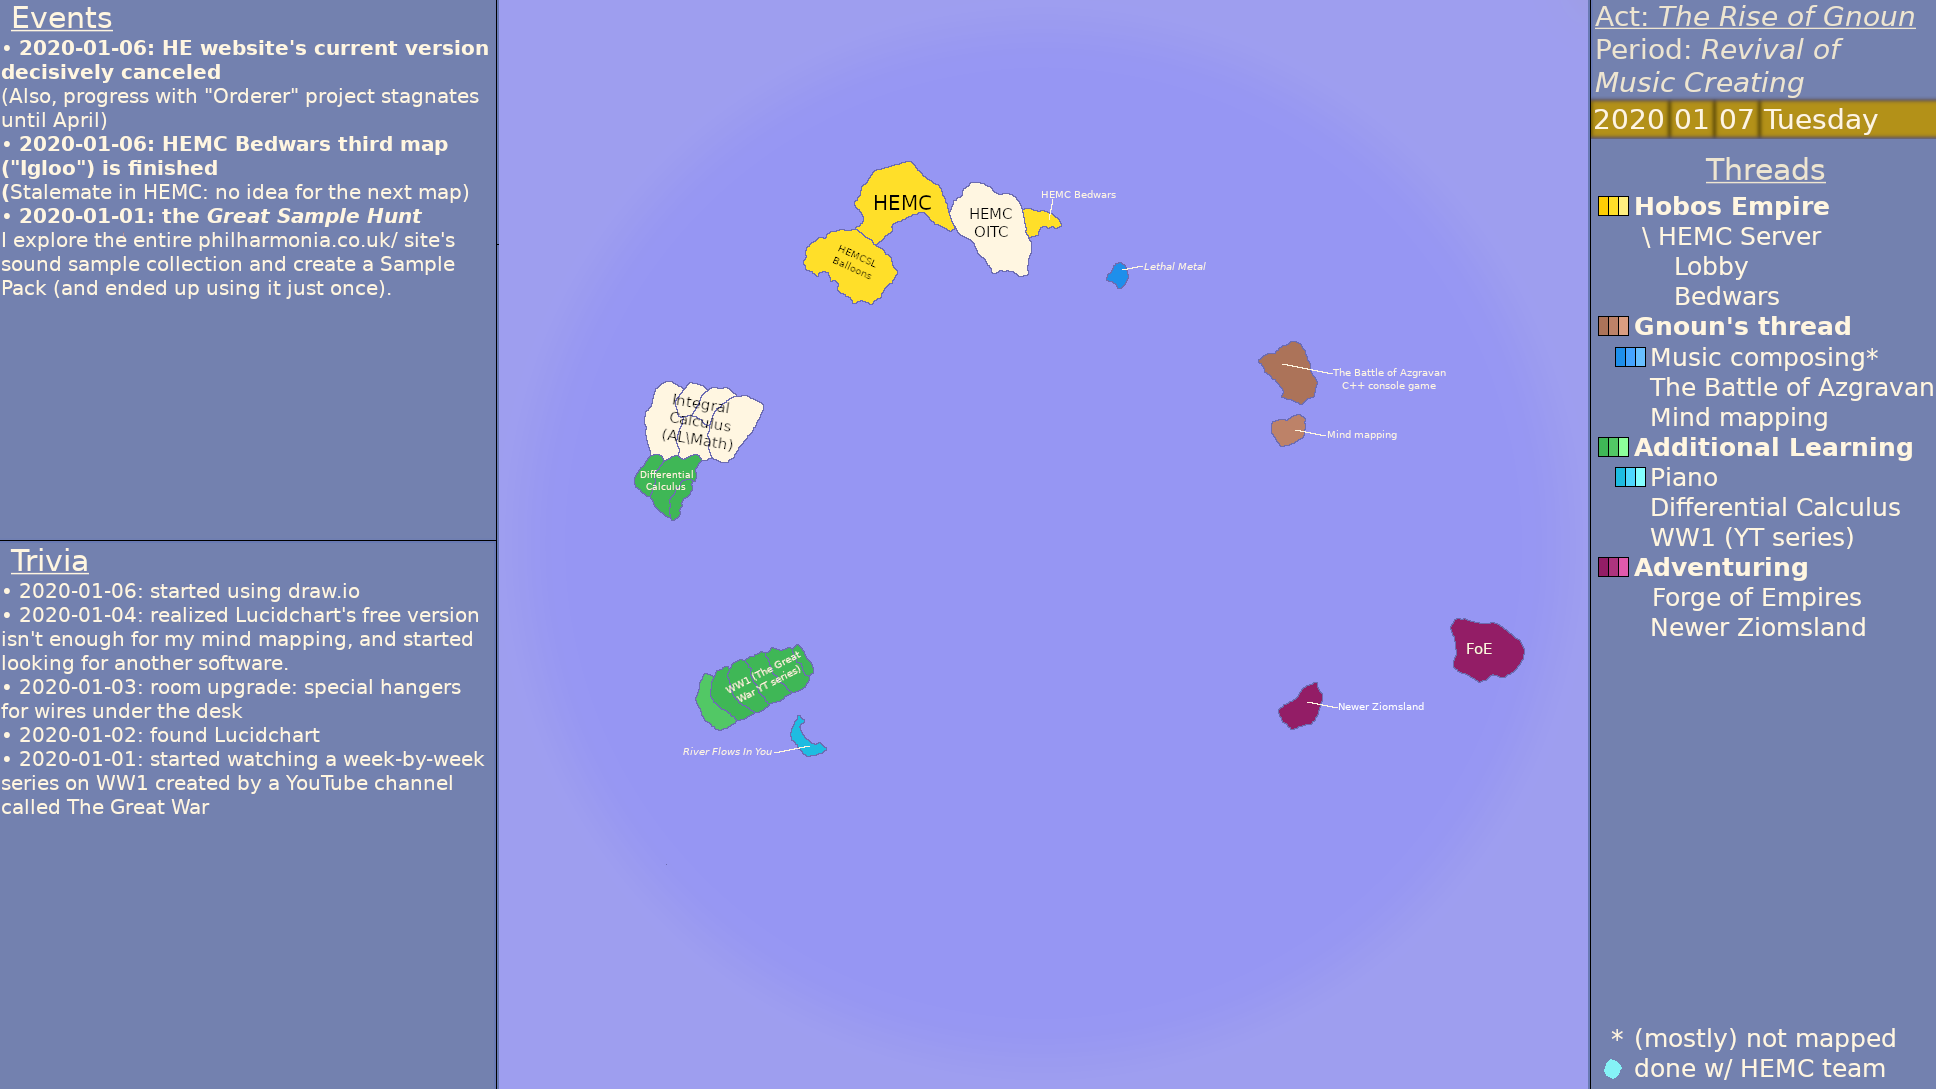 Events
• 2020-01-06: HE website's current version
decisively canceled
(Also, progress with "Orderer" project stagnates
until April)
• 2020-01-06: HEMC Bedwars third map
("Igloo") is finished
(Stalemate in HEMC: no idea for the next map)
• 2020-01-01: the Great Sample Hunt
I explore the entire philharmonia.co.uk/ site's
sound sample collection and create a Sample
Pack (and ended up using it just once).
Trivia
• 2020-01-06: started using draw.io
• 2020-01-04: realized Lucidchart's free version
isn't enough for my mind mapping, and started
looking for another software.
• 2020-01-03: room upgrade: special hangers
for wires under the desk
• 2020-01-02: found Lucidchart
• 2020-01-01: started watching a week-by-week
series on WW1 created by a YouTube channel
called The Great War
HEMC
HEMC
OITC
HEMC Bedwars
HEMCSL
Balloons
Lethal Metal
The Battle of Azgravan
C++ console game
Mind mapping
Integral
Calculus
(AL\Math)
Differential
Calculus
WW1 (The Great
War YT series)
River Flows In You
FoE
Newer Ziomsland
Act: The Rise of Gnoun
Period: Revival of
Music Creating
2020 01 07 Tuesday
Threads
Hobos Empire
\ HEMC Server
Lobby
Bedwars
Gnoun's thread
Music composing*
The Battle of Azgravan
Mind mapping
Additional Learning
Piano
Differential Calculus
WW1 (YT series)
Adventuring
Forge of Empires
Newer Ziomsland
* (mostly) not mapped
done w/ HEMC team